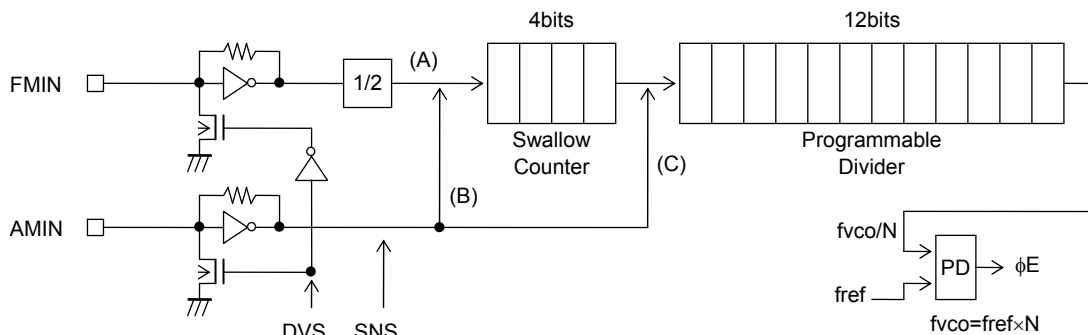 4bits
12bits
FMIN
1/2
(A)
Swallow
Counter
Programmable
Divider
(C)
(B)
AMIN
fvco/N
PD
φE
fref
DVS
SNS
fvco=fref×N